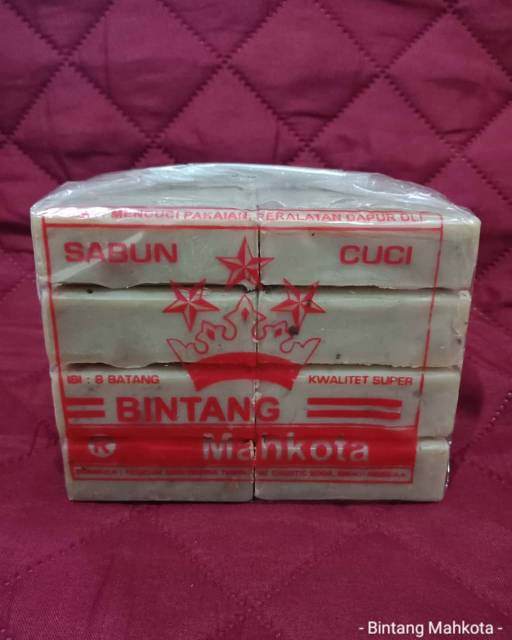 MENCUCI PAKAIAN, PERALATAN DAPUR DLL
SABUN CUCI
ISI : 8 BATANG KWALITET SUPER
BINTANG
R
Mahkota
- Bintang Mahkota -